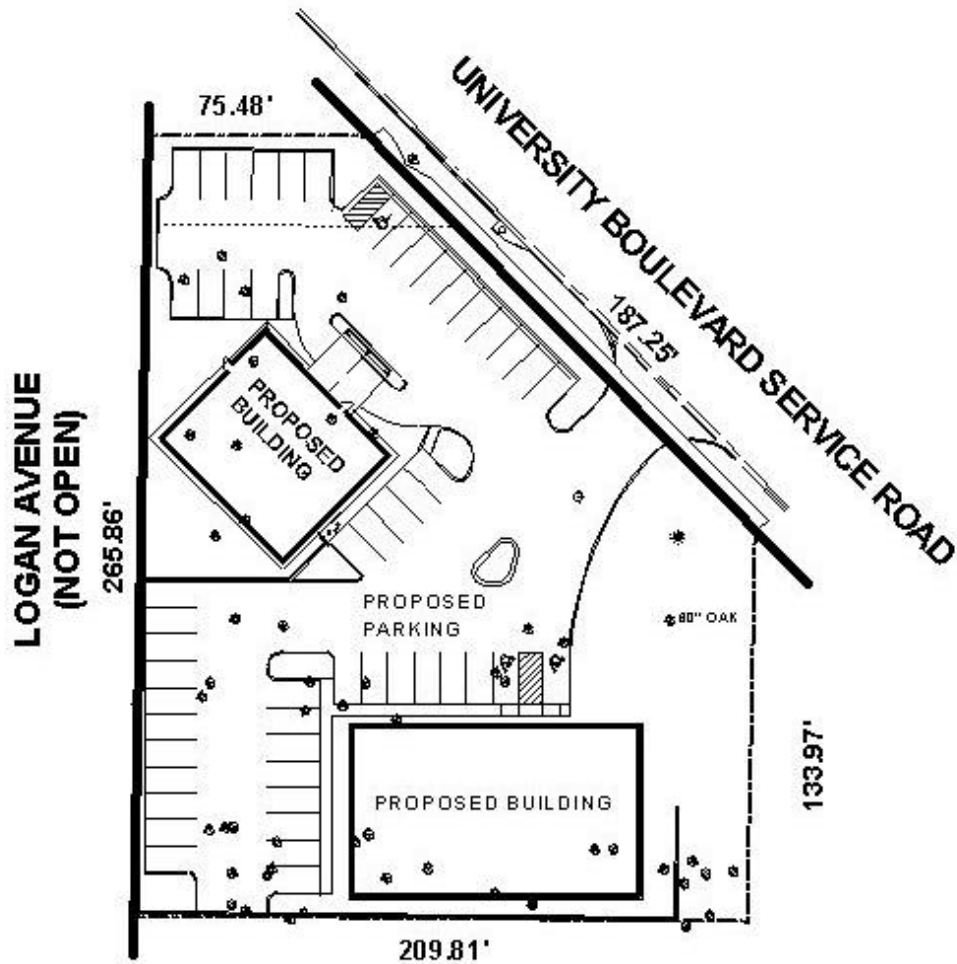 75.48'
UNIVERSITY BOULEVARD SERVICE ROAD
187.25'
PROPOSED
BUILDING
LOGAN AVENUE
(NOT OPEN)
265.86'
PROPOSED
PARKING
60" OAK
133.97'
PROPOSED BUILDING
209.81'